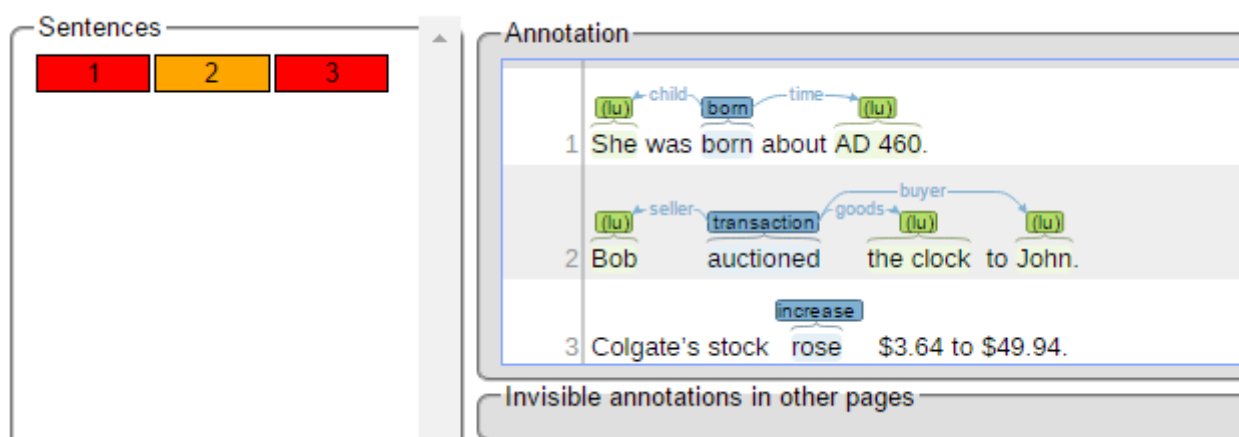 Sentences
1 2 3
Annotation
child time
(lu) born (lu)
1 She was born about AD 460.
buyer
seller goods
(lu) transaction (lu) (lu)
2 Bob auctioned the clock to John.
increase
3 Colgate’s stock rose $3.64 to $49.94.
Invisible annotations in other pages